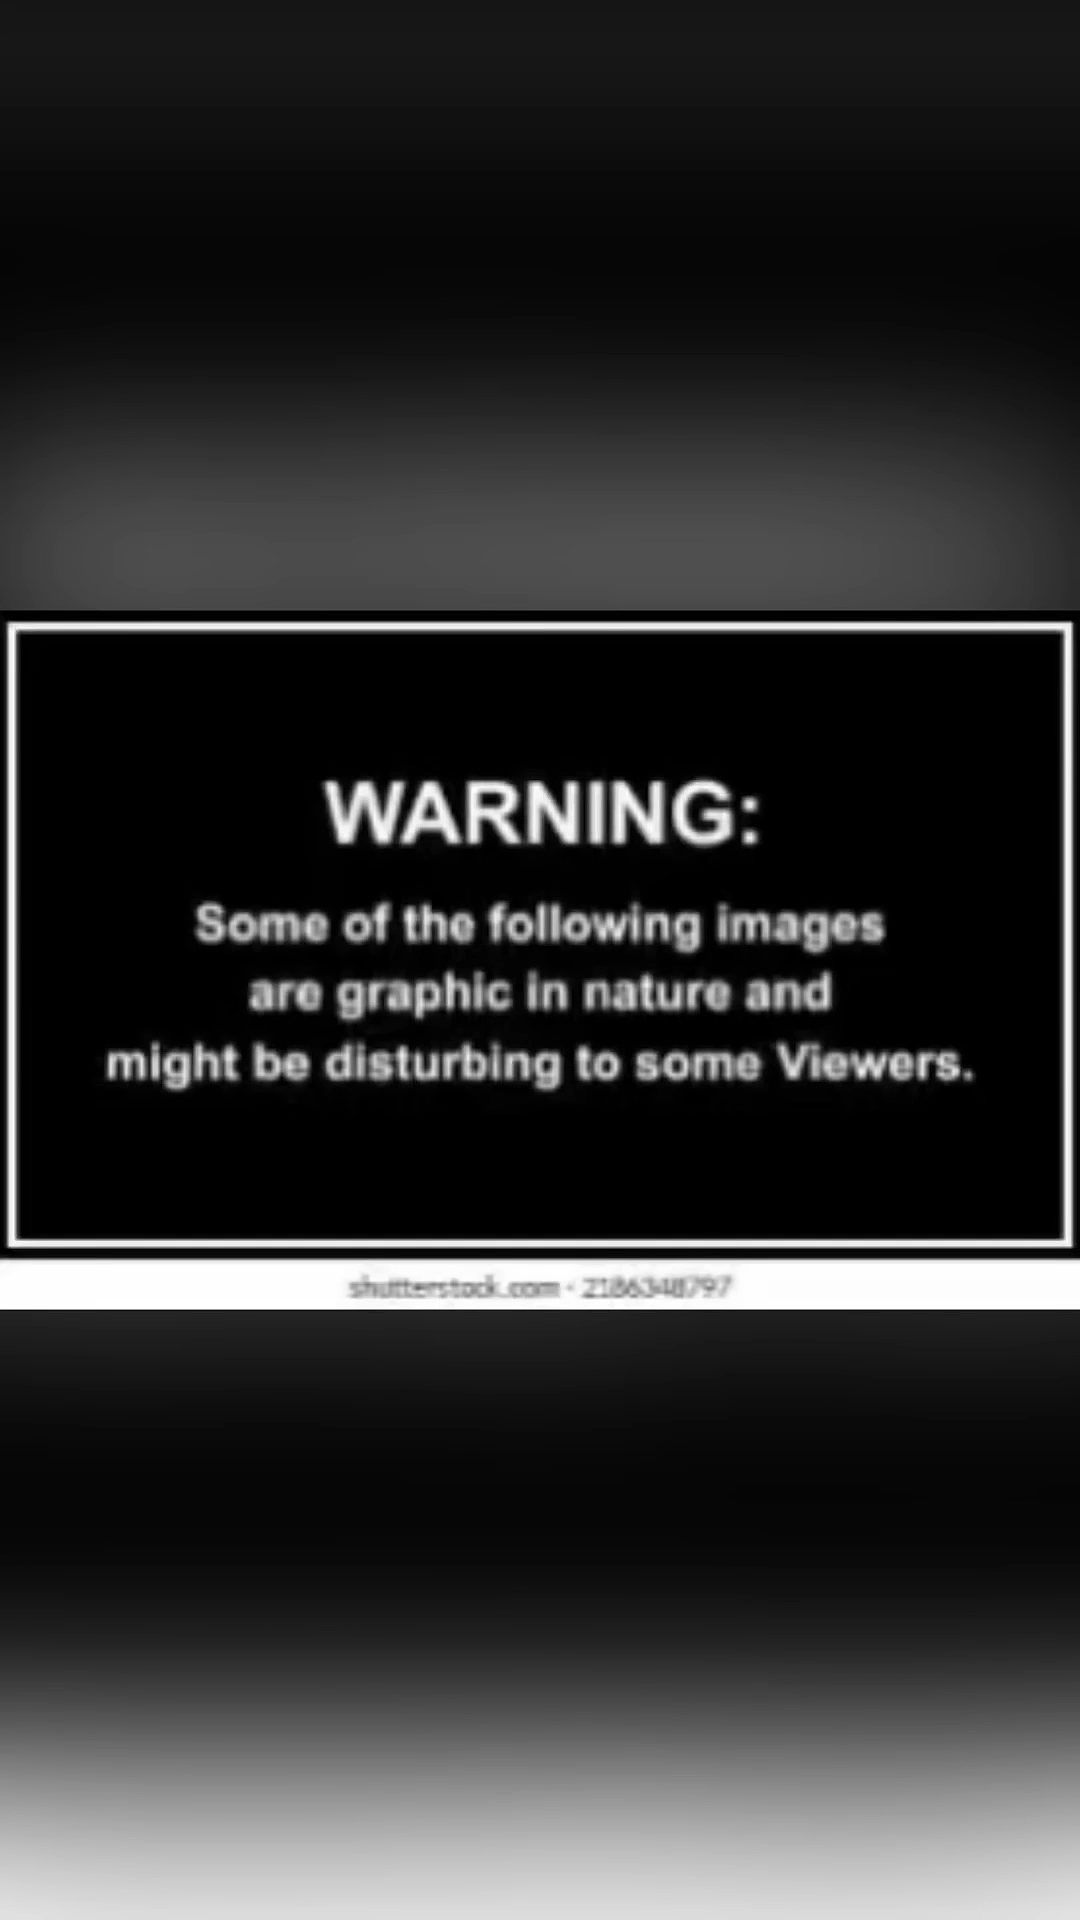 WARNING:
Some of the following images
are graphic in nature and
might be disturbing to some Viewers.
shutterstock.com · 2186348797